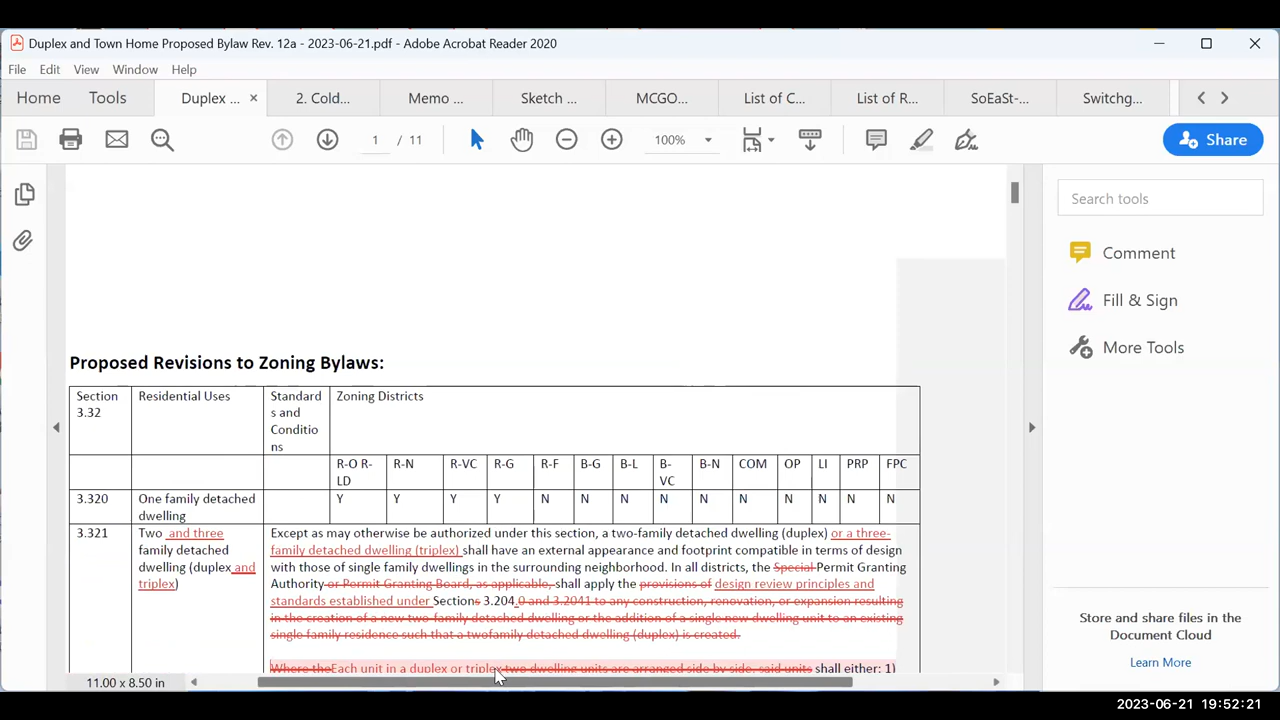 Duplex and Town Home Proposed Bylaw Rev. 12a - 2023-06-21.pdf - Adobe Acrobat Reader 2020
File Edit View Window Help
Home Tools Duplex ... 2. Cold... Memo ... Sketch ... MCGO... List of C... List of R... SoEaSt-... Switchg...
1 / 11 100% Share
Search tools
Comment
Fill & Sign
More Tools
Store and share files in the
Document Cloud
Learn More
Proposed Revisions to Zoning Bylaws:
Section Residential Uses Standard Zoning Districts
3.32 s and
Conditio
ns
R-O R- R-N R-VC R-G R-F B-G B-L B- B-N COM OP LI PRP FPC
LD VC
3.320 One family detached Y Y Y Y N N N N N N N N N N
dwelling
3.321 Two and three Except as may otherwise be authorized under this section, a two-family detached dwelling (duplex) or a three-
family detached family detached dwelling (triplex) shall have an external appearance and footprint compatible in terms of design
dwelling (duplex and with those of single family dwellings in the surrounding neighborhood. In all districts, the Special Permit Granting
triplex) Authority or Permit Granting Board, as applicable, shall apply the provisions of design review principles and
standards established under Sections 3.204.0 and 3.2041 to any construction, renovation, or expansion resulting
in the creation of a new two-family detached dwelling or the addition of a single new dwelling unit to an existing
single family residence such that a twofamily detached dwelling (duplex) is created.
Where theEach unit in a duplex or triplex two dwelling units are arranged side by side, said units shall either: 1)
11.00 x 8.50 in
2023-06-21 19:52:21